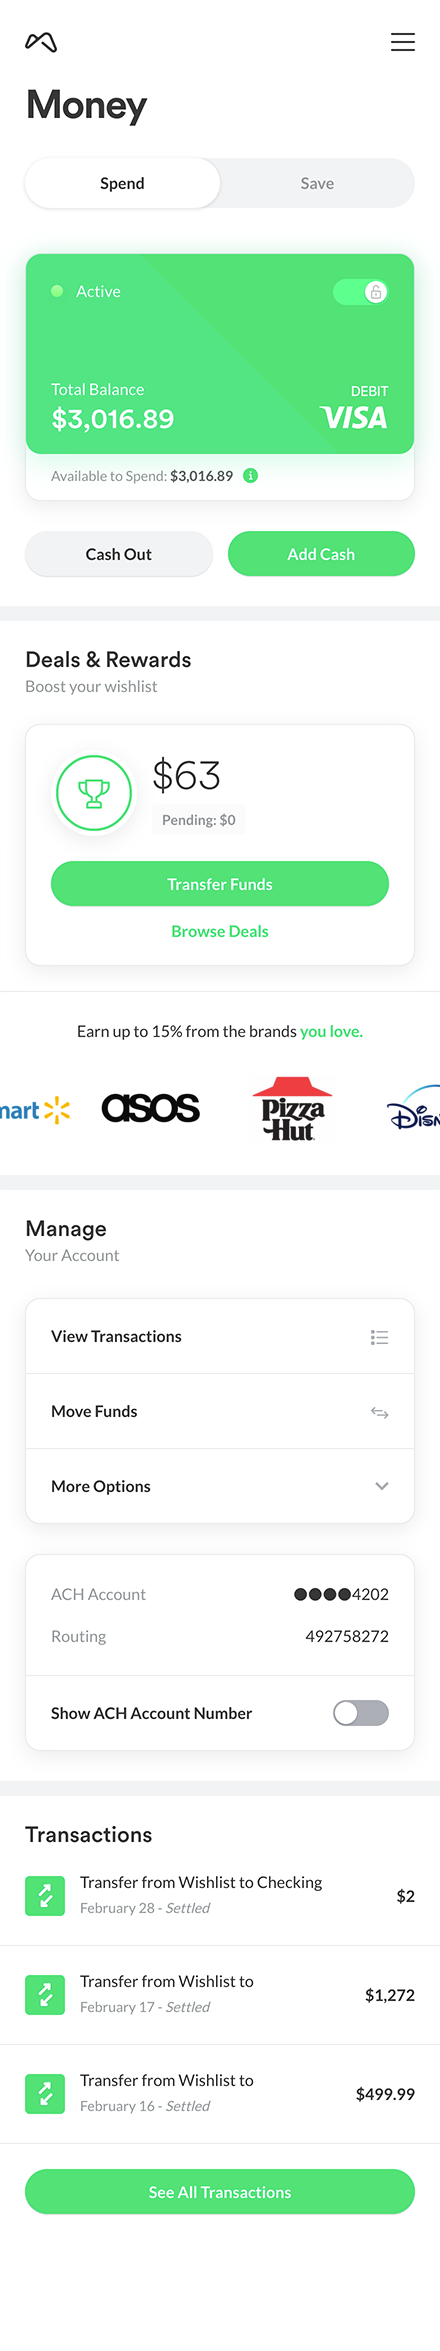 Money
Spend
Save
Active
Total Balance
$3,016.89
DEBIT
VISA
Available to Spend: $3,016.89
Cash Out
Add Cash
Deals & Rewards
Boost your wishlist
$63
Pending: $0
Transfer Funds
Browse Deals
Earn up to 15% from the brands you love.
mart
asos
Pizza
Hut
Disn
Manage
Your Account
View Transactions
Move Funds
More Options
ACH Account ●●●●4202
Routing 492758272
Show ACH Account Number
Transactions
Transfer from Wishlist to Checking
February 28 - Settled
$2
Transfer from Wishlist to
February 17 - Settled
$1,272
Transfer from Wishlist to
February 16 - Settled
$499.99
See All Transactions